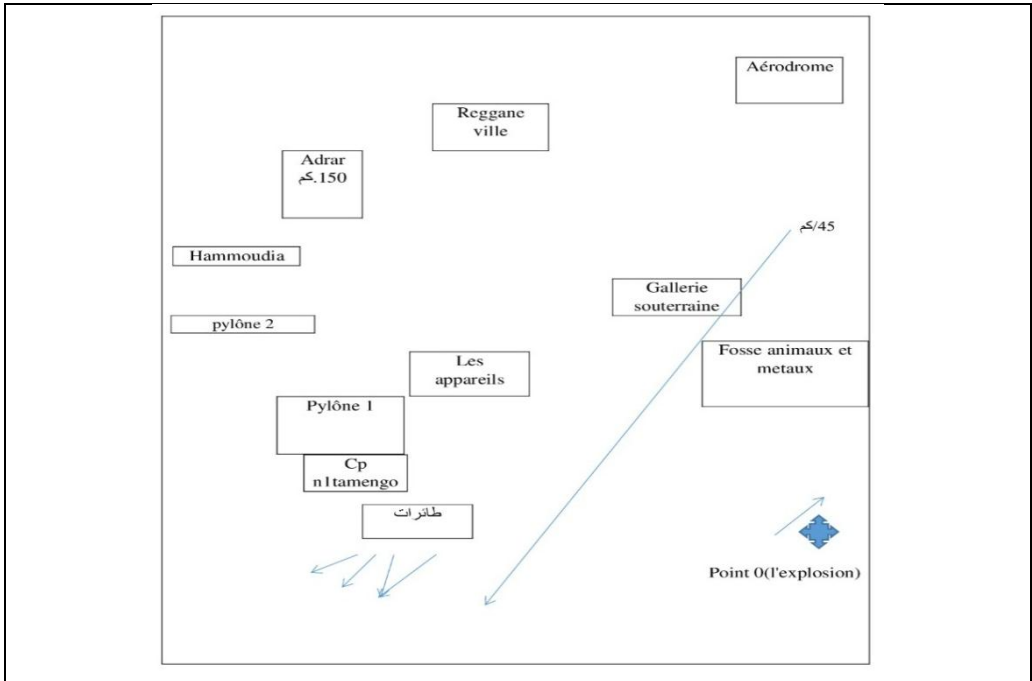 Aérodrome
Reggane
ville
Adrar
150.كم
45/كم
Hammoudia
Gallerie
souterraine
pylône 2
Fosse animaux et
metaux
Les
appareils
Pylône 1
Cp
n1tamengo
طائرات
Point 0(l'explosion)